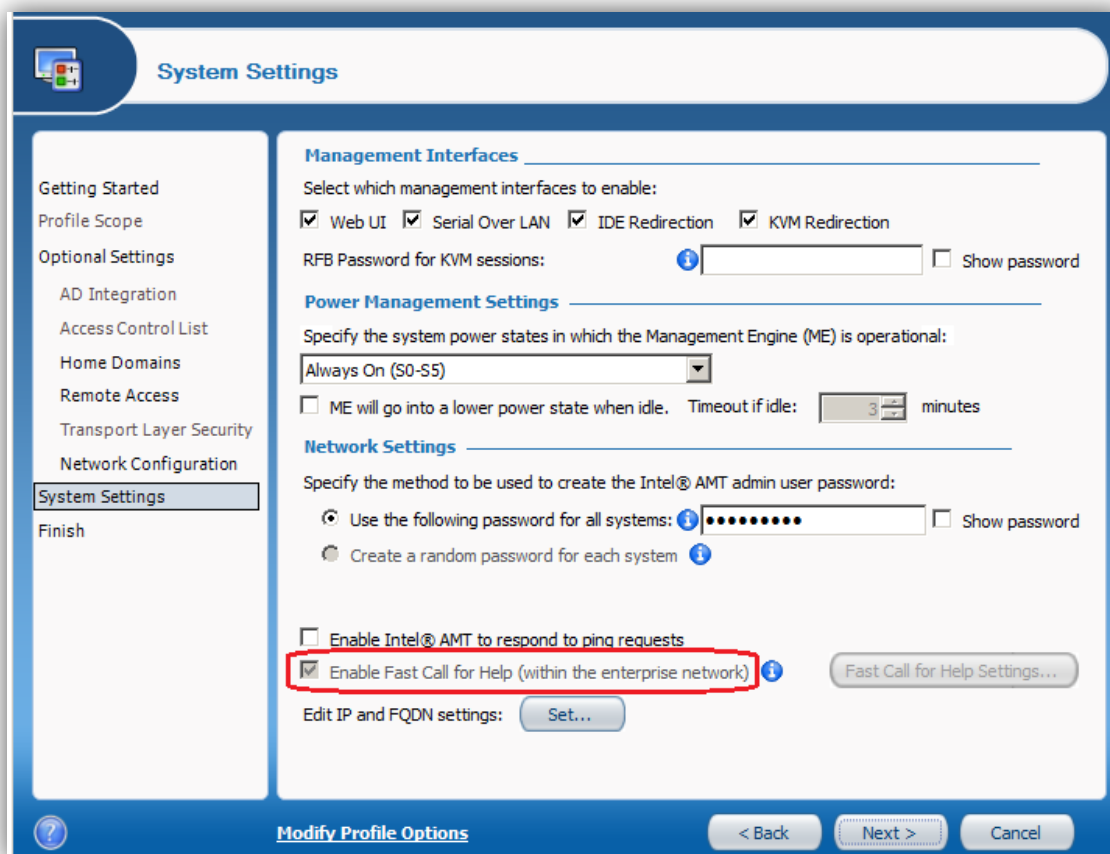 System Settings
Getting Started
Profile Scope
Optional Settings
AD Integration
Access Control List
Home Domains
Remote Access
Transport Layer Security
Network Configuration
System Settings
Finish
Management Interfaces
Select which management interfaces to enable:
Web UI Serial Over LAN IDE Redirection KVM Redirection
RFB Password for KVM sessions: Show password
Power Management Settings
Specify the system power states in which the Management Engine (ME) is operational:
Always On (S0-S5)
ME will go into a lower power state when idle. Timeout if idle: 3 minutes
Network Settings
Specify the method to be used to create the Intel® AMT admin user password:
Use the following password for all systems: ●●●●●●●●● Show password
Create a random password for each system
Enable Intel® AMT to respond to ping requests
Enable Fast Call for Help (within the enterprise network) Fast Call for Help Settings...
Edit IP and FQDN settings: Set...
Modify Profile Options < Back Next > Cancel